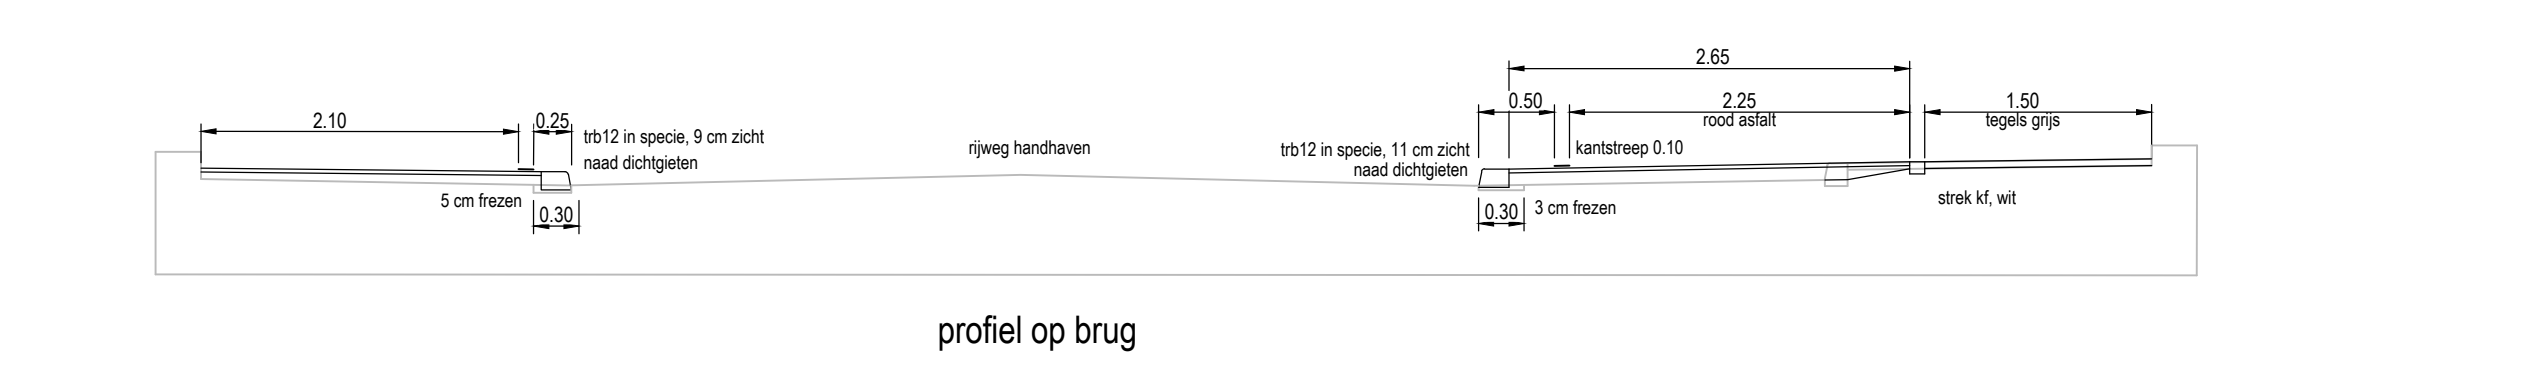 2.65
0.50
2.25
1.50
rood asfalt
tegels grijs
2.10
0.25
trb12 in specie, 9 cm zicht
naad dichtgieten
rijweg handhaven
trb12 in specie, 11 cm zicht
naad dichtgieten
kantstreep 0.10
5 cm frezen
0.30
0.30
3 cm frezen
strek kf, wit
profiel op brug